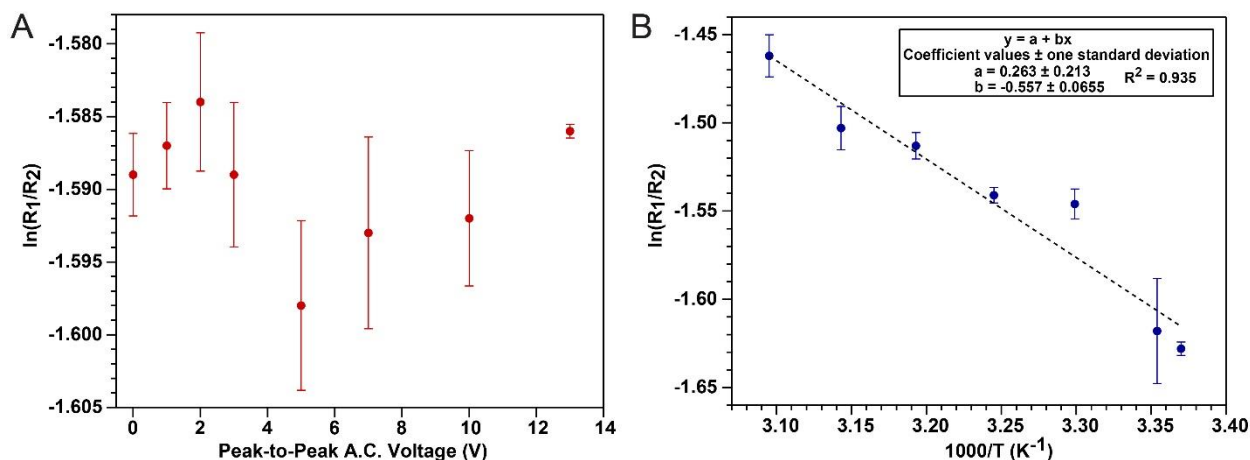 A
ln(R1/R2)
-1.580
-1.585
-1.590
-1.595
-1.600
-1.605
0 2 4 6 8 10 12 14
Peak-to-Peak A.C. Voltage (V)
B
ln(R1/R2)
-1.45
-1.50
-1.55
-1.60
-1.65
y = a + bx
Coefficient values ± one standard deviation
a = 0.263 ± 0.213
b = -0.557 ± 0.0655
R² = 0.935
3.10 3.15 3.20 3.25 3.30 3.35 3.40
1000/T (K⁻¹)